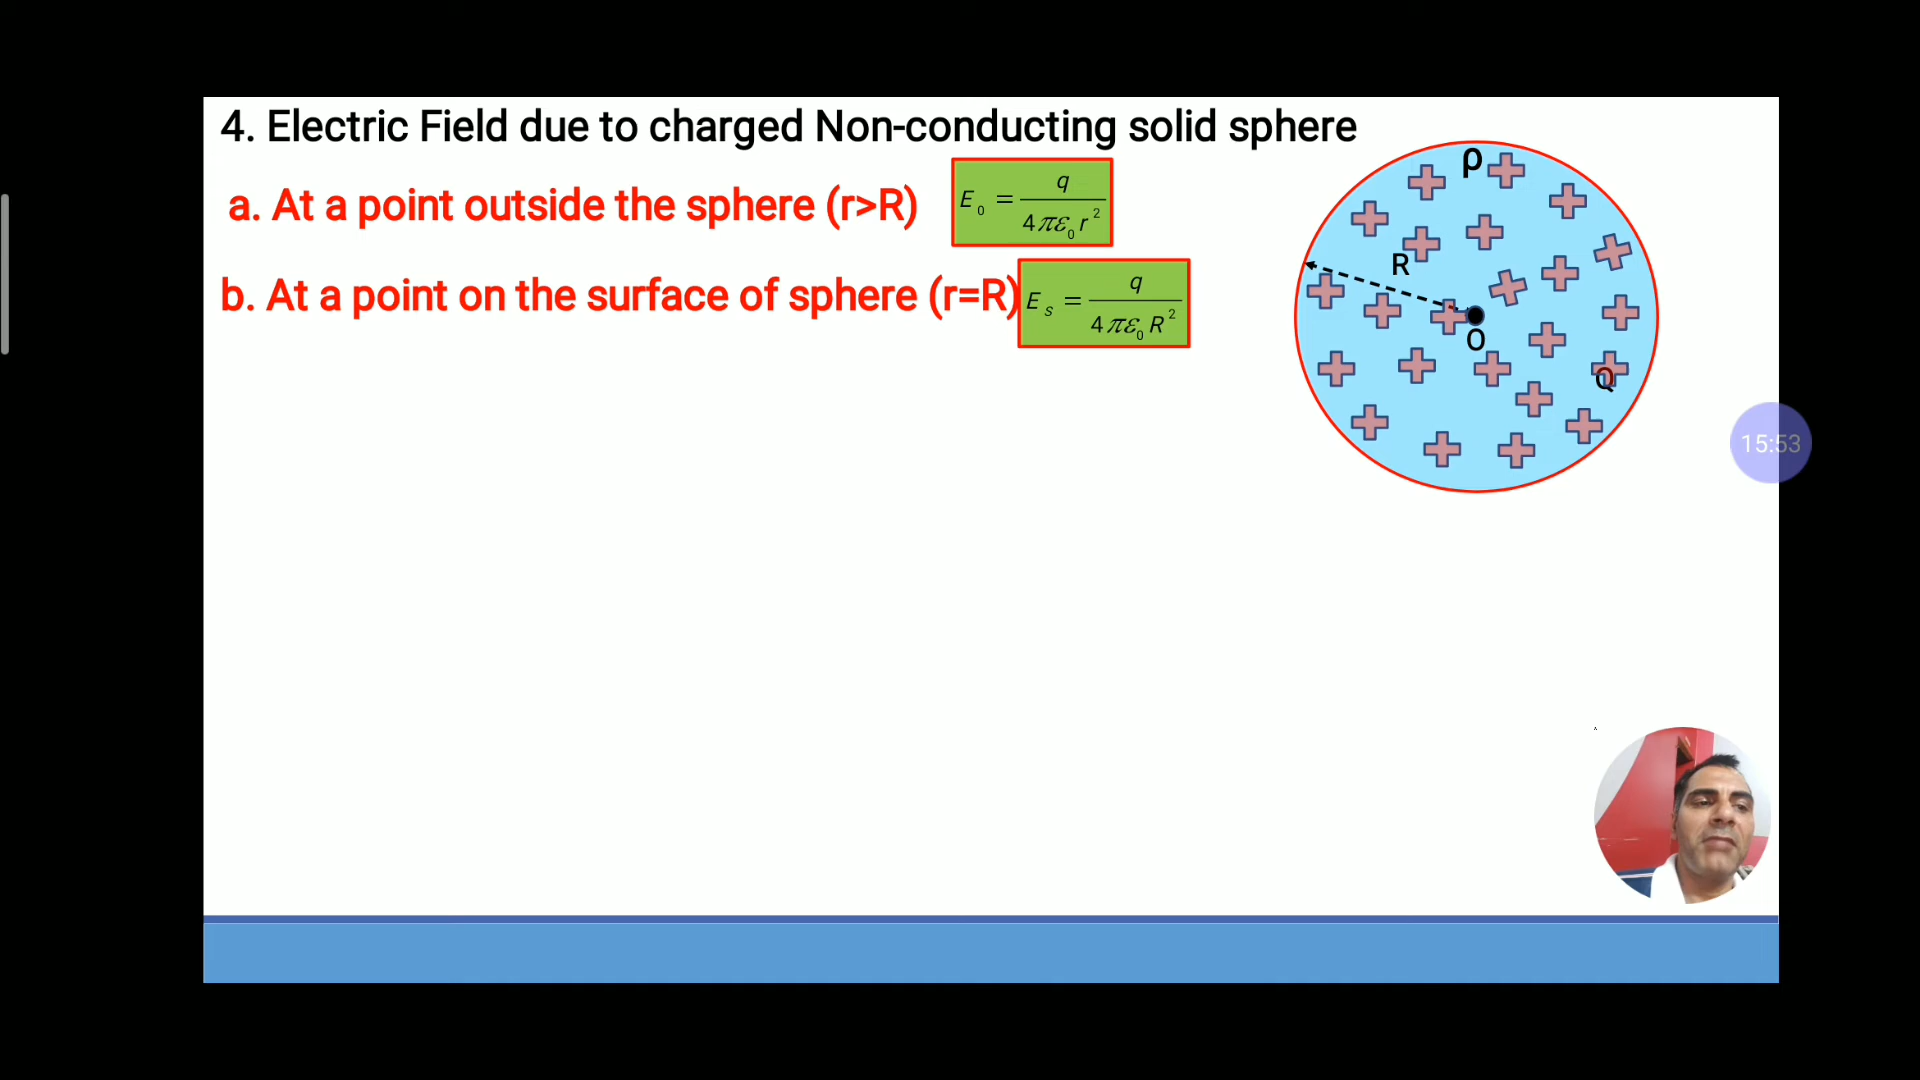 4. Electric Field due to charged Non-conducting solid sphere
a. At a point outside the sphere (r>R)
E₀ = q / 4πε₀r²
b. At a point on the surface of sphere (r=R)
Eₛ = q / 4πε₀R²
ρ
R
O
Q
15:53